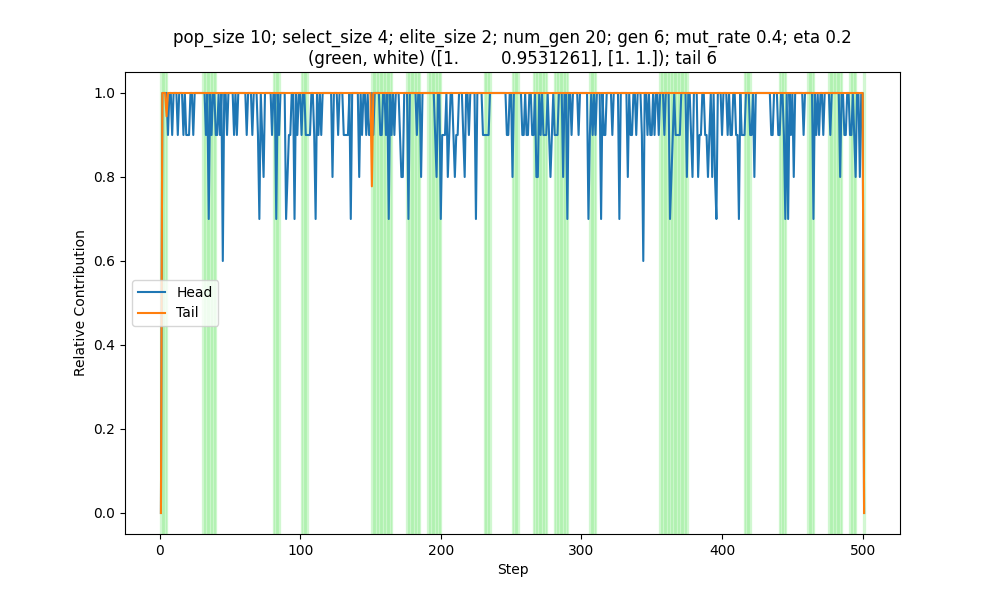 pop_size 10; select_size 4; elite_size 2; num_gen 20; gen 6; mut_rate 0.4; eta 0.2
(green, white) ([1. 0.9531261], [1. 1.]); tail 6
1.0
0.8
0.6
0.4
0.2
0.0
Relative Contribution
Head
Tail
0
100
200
300
400
500
Step